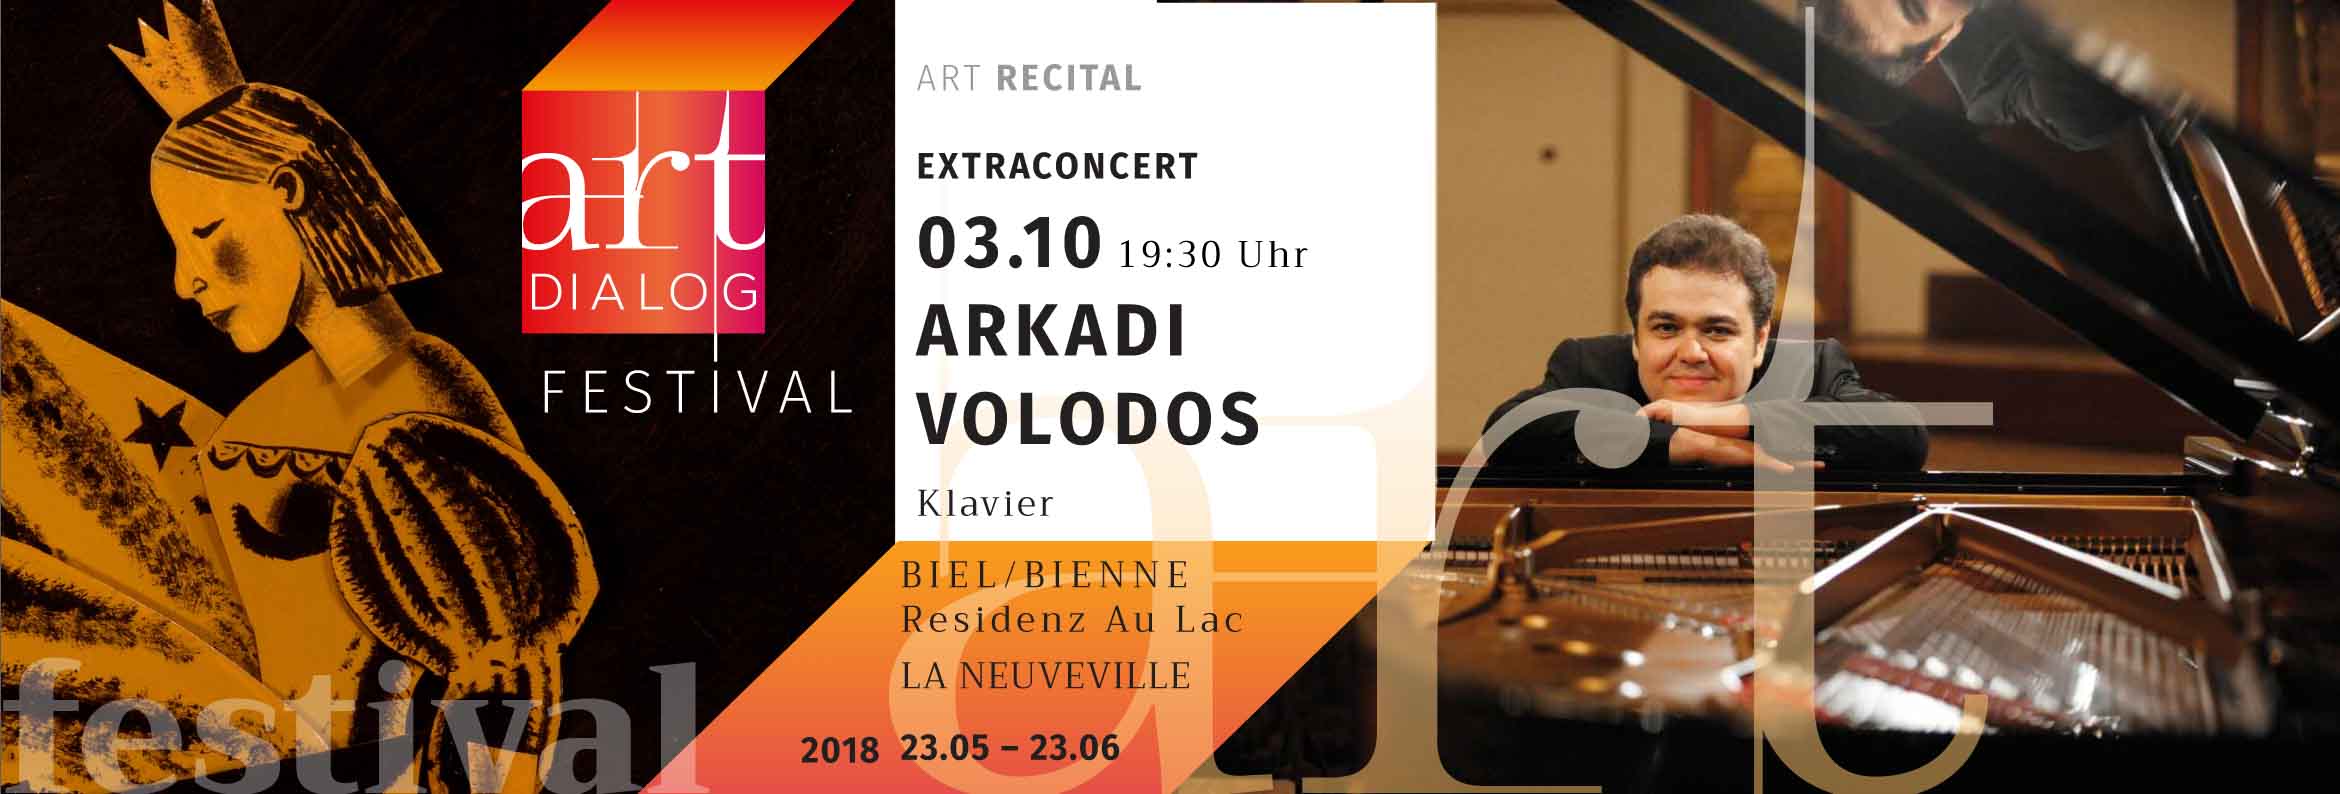 art
DIALOG
FESTIVAL
festival
ART RECITAL
EXTRACONCERT
03.10 19:30 Uhr
ARKADI
VOLODOS
Klavier
BIEL/BIENNE
Residenz Au Lac
LA NEUVEVILLE
2018 23.05 – 23.06
art